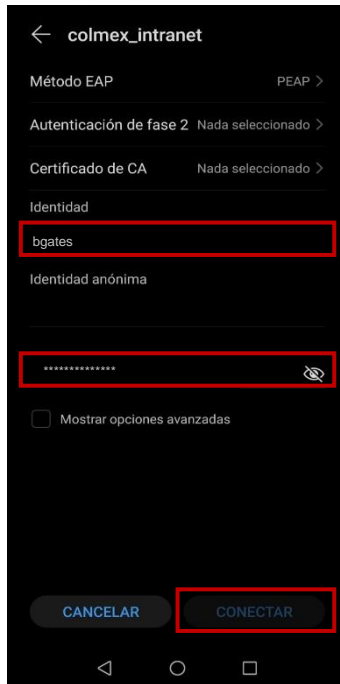 colmex_intranet
Método EAP PEAP
Autenticación de fase 2 Nada seleccionado
Certificado de CA Nada seleccionado
Identidad
bgates
Identidad anónima
**************
Mostrar opciones avanzadas
CANCELAR CONECTAR